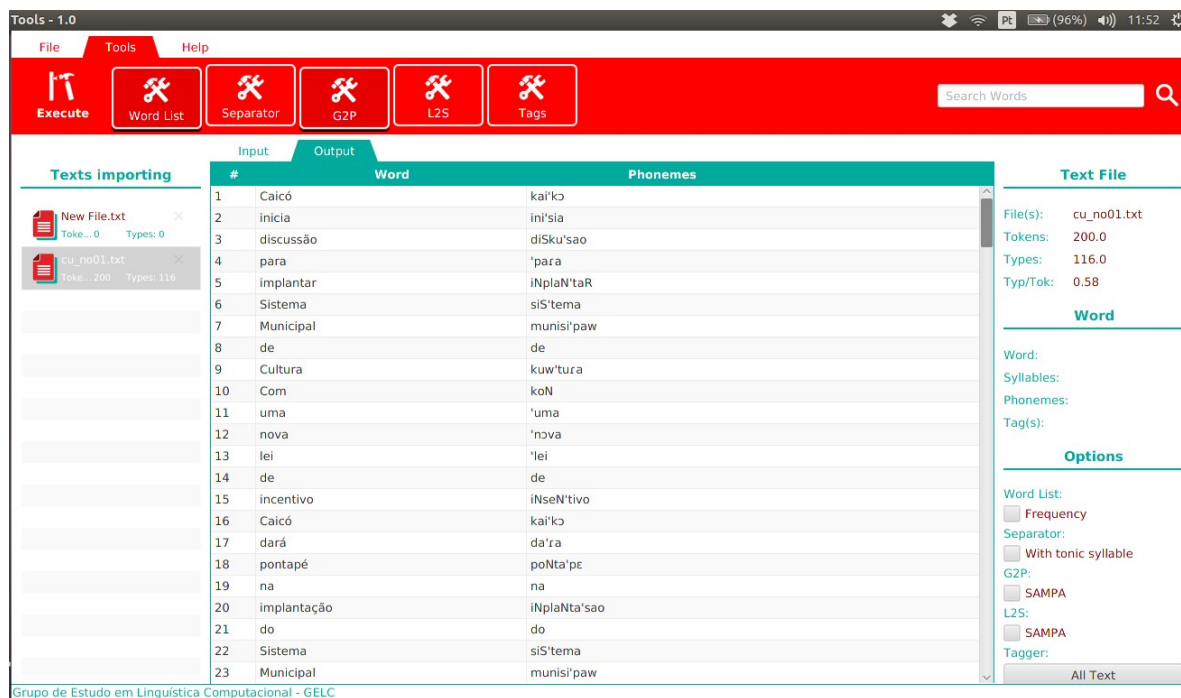 Tools - 1.0
Pt (96%) 11:52
File Tools Help
Execute Word List Separator G2P L2S Tags
Search Words
Texts importing
New File.txt
Toke... 0 Types: 0
cu_no01.txt
Toke... 200 Types: 116
Input Output
# Word Phonemes
1 Caicó kai'kɔ
2 inicia ini'sia
3 discussão diSku'sao
4 para 'paɾa
5 implantar iNplaN'taR
6 Sistema siS'tema
7 Municipal munisi'paw
8 de de
9 Cultura kuw'tuɾa
10 Com koN
11 uma 'uma
12 nova 'nɔva
13 lei 'lei
14 de de
15 incentivo iNseN'tivo
16 Caicó kai'kɔ
17 dará da'ɾa
18 pontapé poNta'pɛ
19 na na
20 implantação iNplaNta'sao
21 do do
22 Sistema siS'tema
23 Municipal munisi'paw
Text File
File(s): cu_no01.txt
Tokens: 200.0
Types: 116.0
Typ/Tok: 0.58
Word
Word:
Syllables:
Phonemes:
Tag(s):
Options
Word List:
Frequency
Separator:
With tonic syllable
G2P:
SAMPA
L2S:
SAMPA
Tagger:
All Text
Grupo de Estudo em Linguística Computacional - GELC